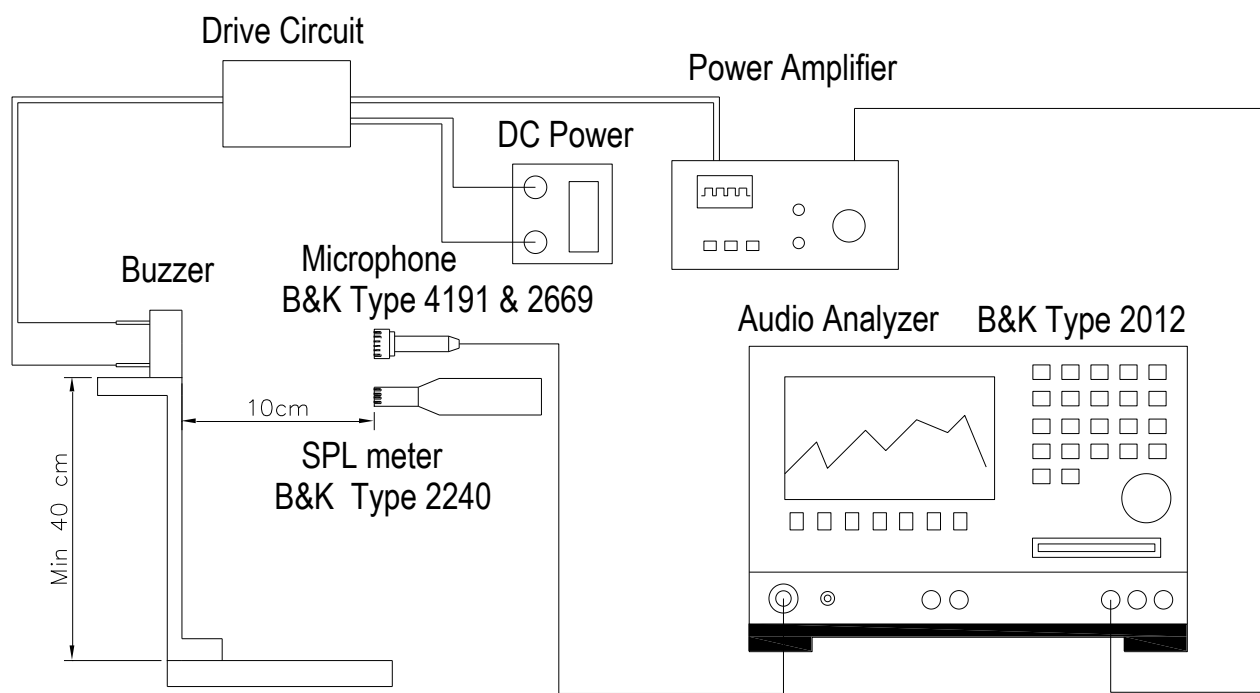 Drive Circuit
Power Amplifier
DC Power
Buzzer
Microphone
B&K Type 4191 & 2669
Audio Analyzer
B&K Type 2012
10cm
SPL meter
B&K Type 2240
Min 40 cm